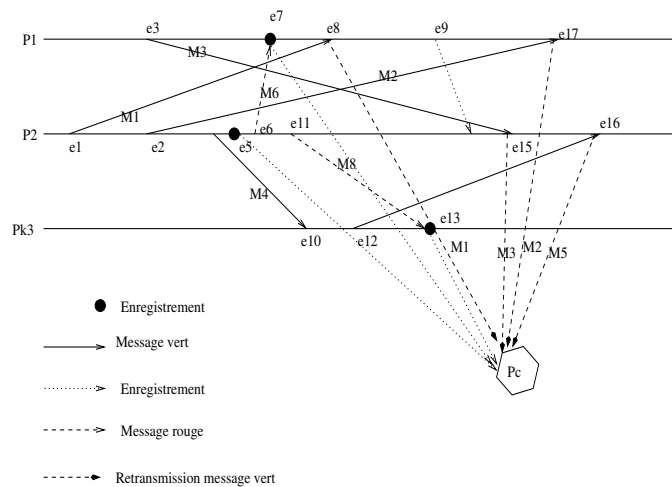 e7
e3
e8
e9
e17
P1
M3
M2
M6
M1
e11
e16
e6
P2
e1
e2
e5
e15
M8
M4
e13
Pk3
e10
e12
M1
M3
M2
M5
Enregistrement
Message vert
Pc
Enregistrement
Message rouge
Retransmission message vert